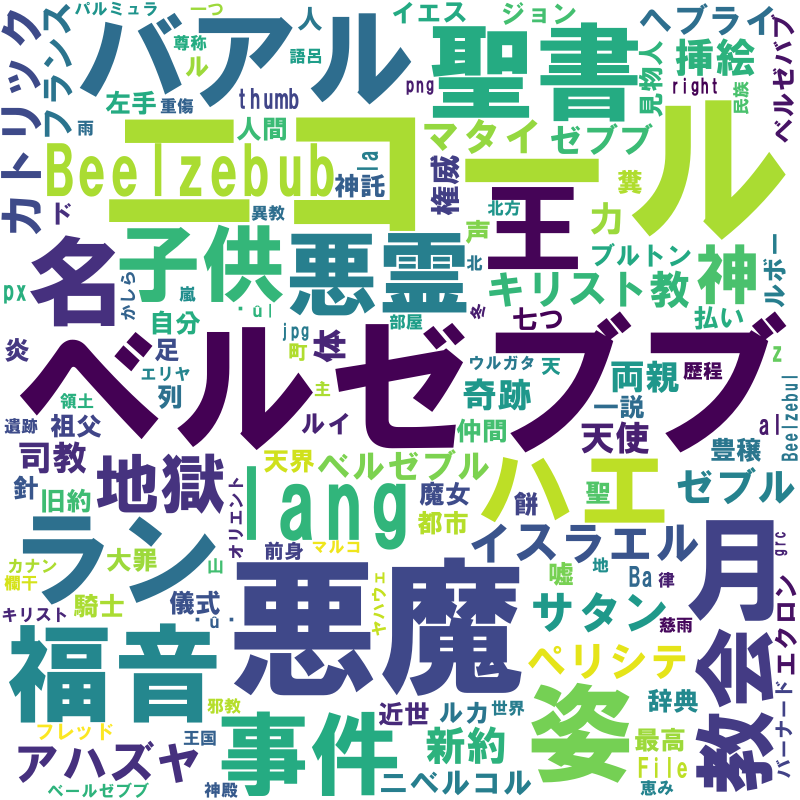 パルミュラ
一つ
人
イエス
ジョン
ヘブライ
尊称
ル
語呂
バアル
聖書
挿絵
カトリック
フランス
左手
重傷
thumb
png
見物人
right
民族
ベルゼバブ
雨
人間
マタイ
ゼブブ
ニコール
Beelzebub
la
神託
権威
糞
异教
北方
王
力
下
名
子供
悪霊
声
ブルトン
神
ルボー
キリスト教
北
px
かしら
嵐
自分
ûl
jpg
部屋
冬
七つ
払い
炎
足
町
体
ベルゼブブ
ウルガタ
天
z
エリヤ
列
主
奇跡
両親
歴程
Beelzebul
領土
遺跡
祖父
ルイ
仲間
一説
al
司教
地獄
天界
ベルゼブル
天使
豊穣
針
旧約
オリエント
lang
魔女
餅
聖
ゼブル
ハエ
都市
ラン
前身
マルコ
イスラエル
月
grc
カナン
大罪
山
欄干
騎士
儀式
悪魔
ヤハウェ
嘘
地
Ba
律
キリスト
û
サタン
慈雨
エクロン
福音
ペリシテ
教会
邪教
近世
ルカ
世界
姿
辞典
フレッド
事件
新約
最高
バーナード
アハズヤ
王国
ニベルコル
File
ベールゼブブ
神殿
恵み